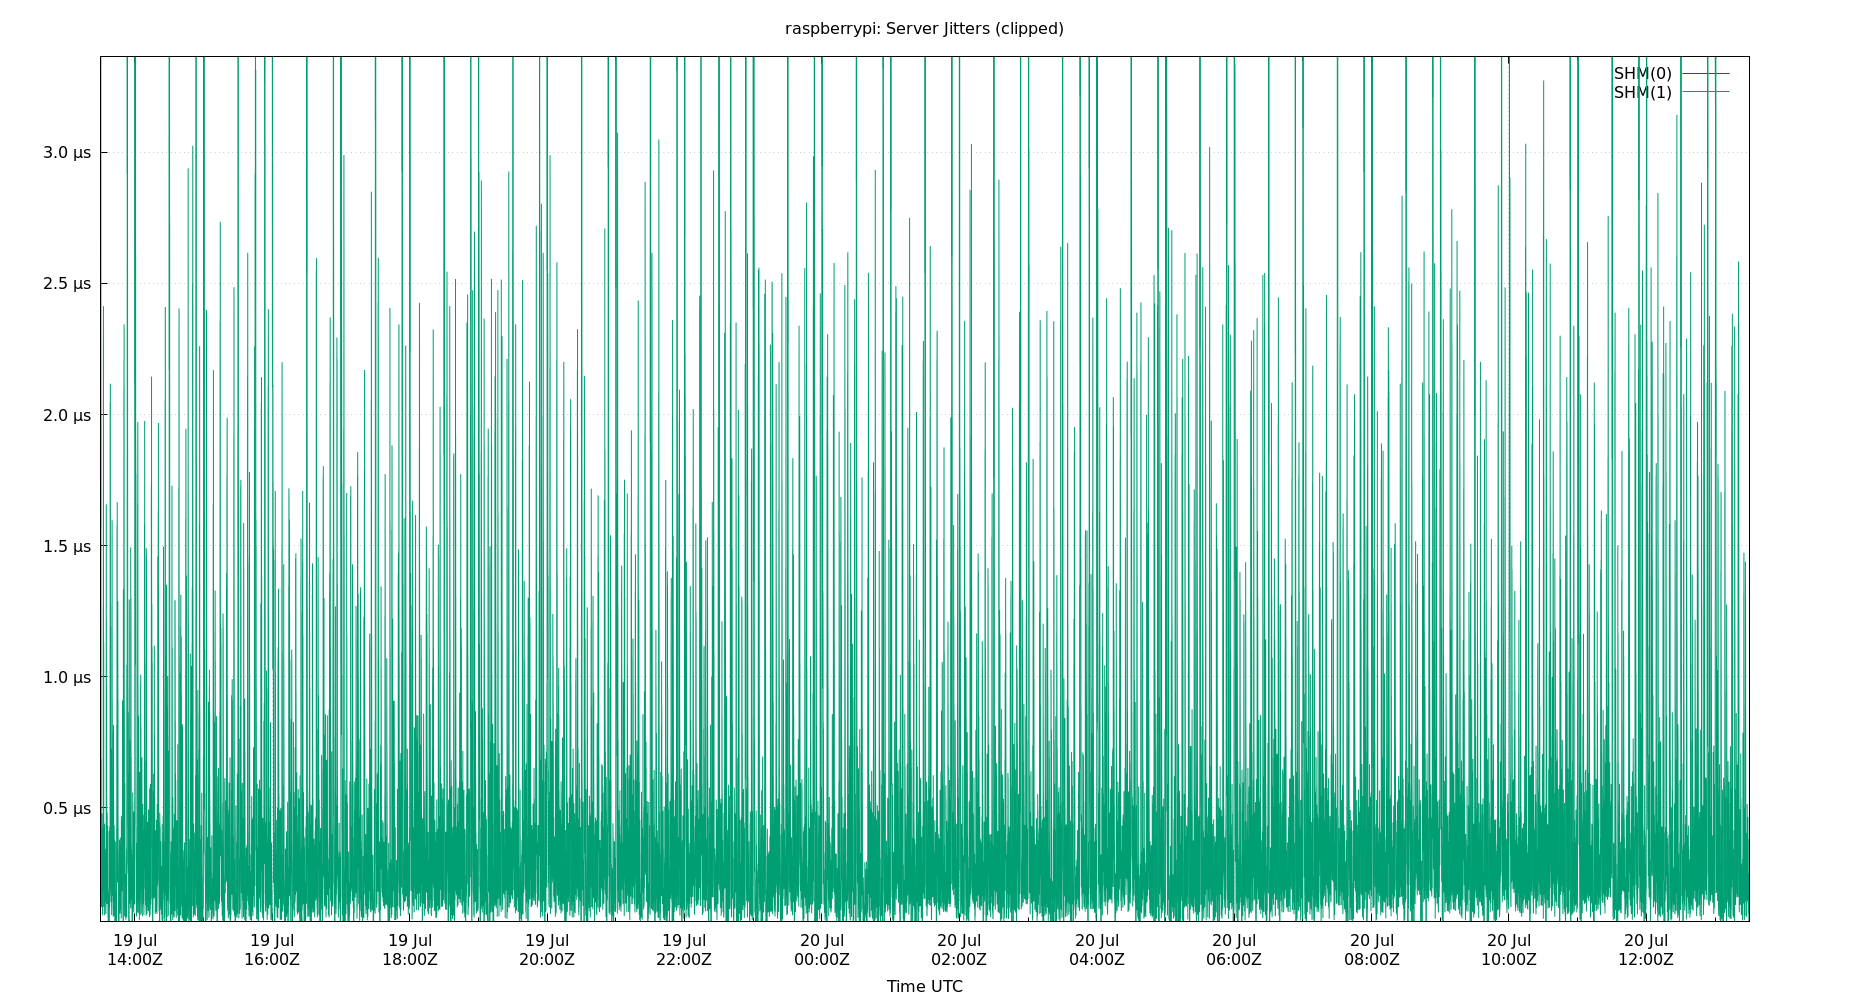 raspberrypi: Server Jitters (clipped)
SHM(0)
SHM(1)
3.0 µs
2.5 µs
2.0 µs
1.5 µs
1.0 µs
0.5 µs
19 Jul 19 Jul 19 Jul 19 Jul 19 Jul 20 Jul 20 Jul 20 Jul 20 Jul 20 Jul 20 Jul 20 Jul
14:00Z 16:00Z 18:00Z 20:00Z 22:00Z 00:00Z 02:00Z 04:00Z 06:00Z 08:00Z 10:00Z 12:00Z
Time UTC